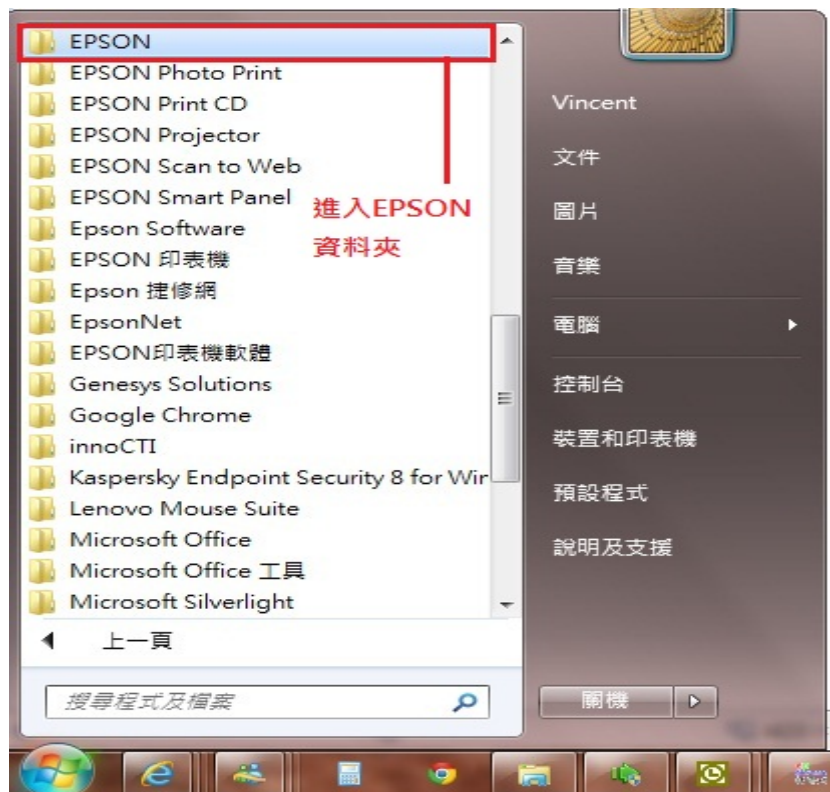 EPSON
EPSON Photo Print
EPSON Print CD
EPSON Projector
EPSON Scan to Web
EPSON Smart Panel
Epson Software
EPSON 印表機
Epson 捷修網
EpsonNet
EPSON印表機軟體
Genesys Solutions
Google Chrome
innoCTI
Kaspersky Endpoint Security 8 for Wir
Lenovo Mouse Suite
Microsoft Office
Microsoft Office 工具
Microsoft Silverlight
上一頁
搜尋程式及檔案
進入EPSON
資料夾
Vincent
文件
圖片
音樂
電腦
控制台
裝置和印表機
預設程式
說明及支援
關機